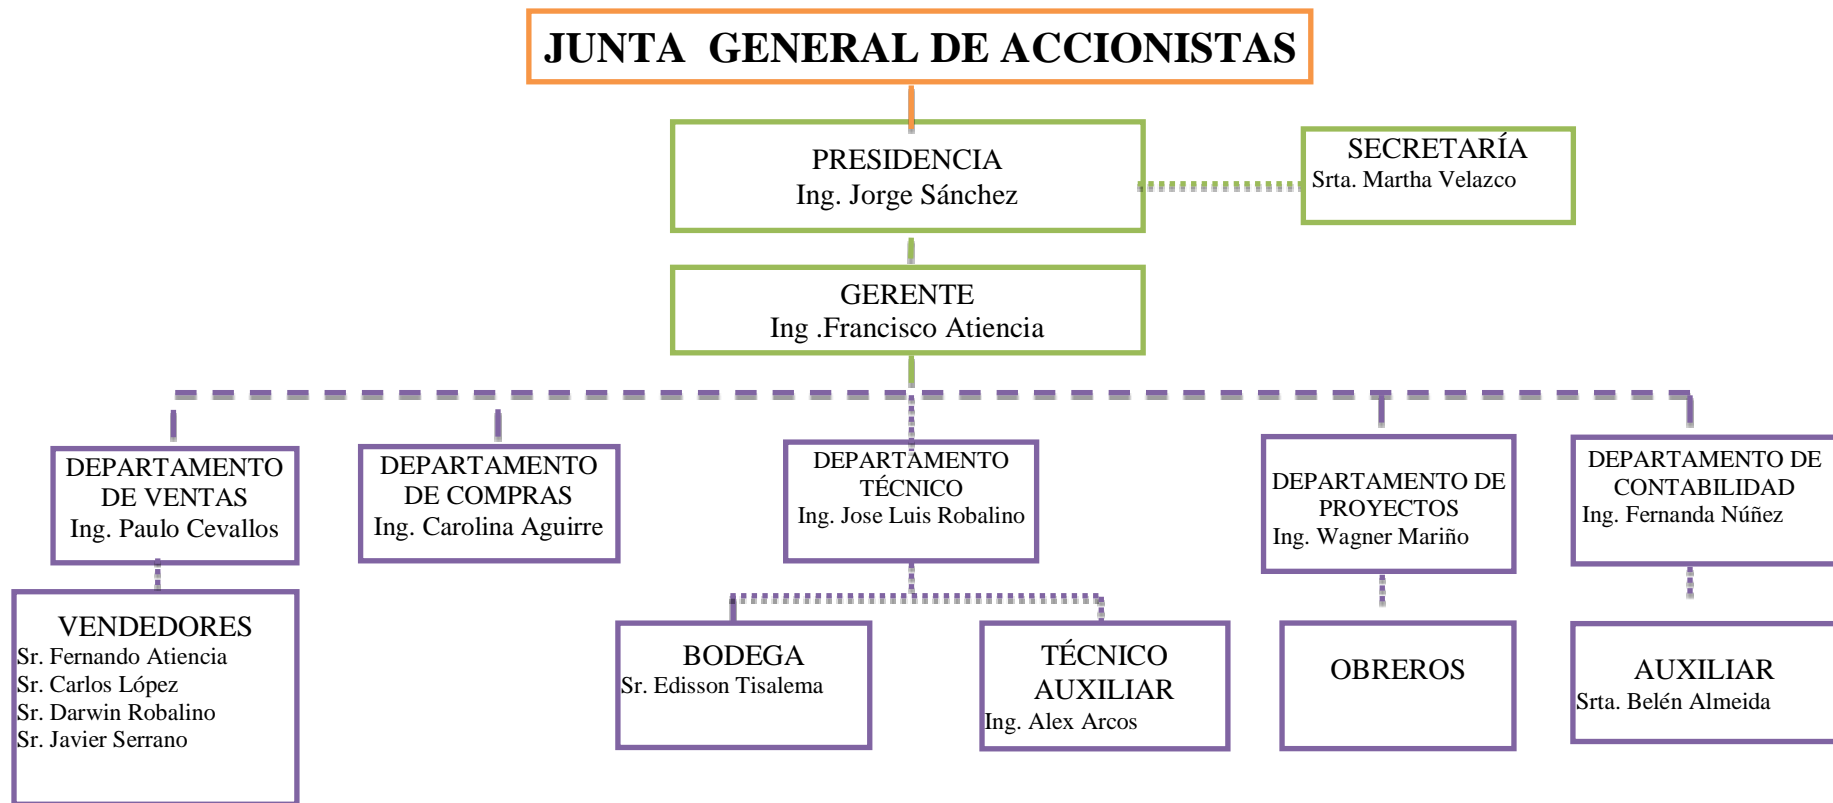 JUNTA  GENERAL DE ACCIONISTAS
PRESIDENCIA
Ing. Jorge Sánchez
SECRETARÍA
Srta. Martha Velazco
GERENTE
Ing .Francisco Atiencia
DEPARTAMENTO
DE VENTAS
Ing. Paulo Cevallos
DEPARTAMENTO
DE COMPRAS
Ing. Carolina Aguirre
DEPARTAMENTO
TÉCNICO
Ing. Jose Luis Robalino
DEPARTAMENTO DE
PROYECTOS
Ing. Wagner Mariño
DEPARTAMENTO DE
CONTABILIDAD
Ing. Fernanda Núñez
VENDEDORES
Sr. Fernando Atiencia
Sr. Carlos López
Sr. Darwin Robalino
Sr. Javier Serrano
BODEGA
Sr. Edisson Tisalema
TÉCNICO
AUXILIAR
Ing. Alex Arcos
OBREROS
AUXILIAR
Srta. Belén Almeida